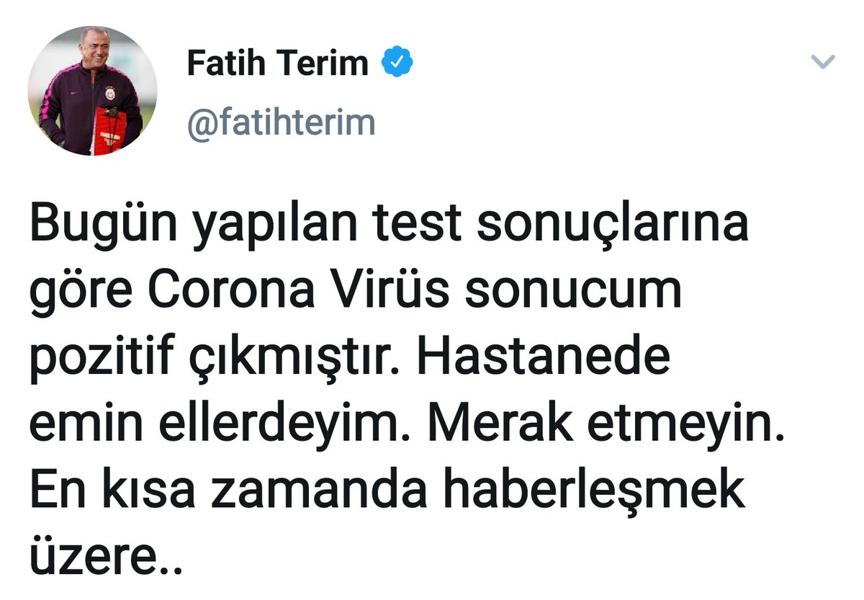 Fatih Terim
@fatihterim
Bugün yapılan test sonuçlarına
göre Corona Virüs sonucum
pozitif çıkmıştır. Hastanede
emin ellerdeyim. Merak etmeyin.
En kısa zamanda haberleşmek
üzere..